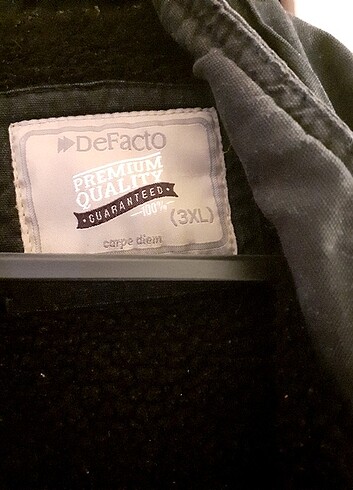 DeFacto
PREMIUM
QUALITY
• GUARANTEED •
100%
(3XL)
carpe diem